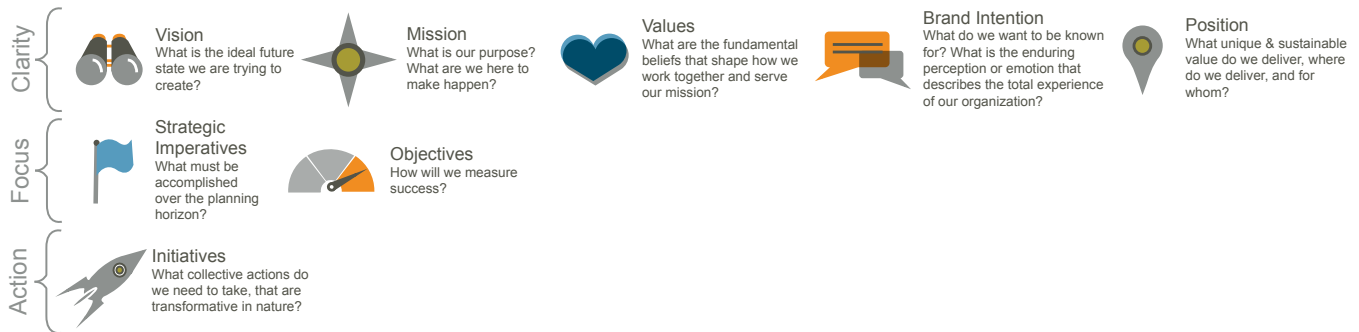 Clarity
Vision
What is the ideal future
state we are trying to
create?
Mission
What is our purpose?
What are we here to
make happen?
Values
What are the fundamental
beliefs that shape how we
work together and serve
our mission?
Brand Intention
What do we want to be known
for? What is the enduring
perception or emotion that
describes the total experience
of our organization?
Position
What unique & sustainable
value do we deliver, where
do we deliver, and for
whom?
Focus
Strategic
Imperatives
What must be
accomplished
over the planning
horizon?
Objectives
How will we measure
success?
Action
Initiatives
What collective actions do
we need to take, that are
transformative in nature?